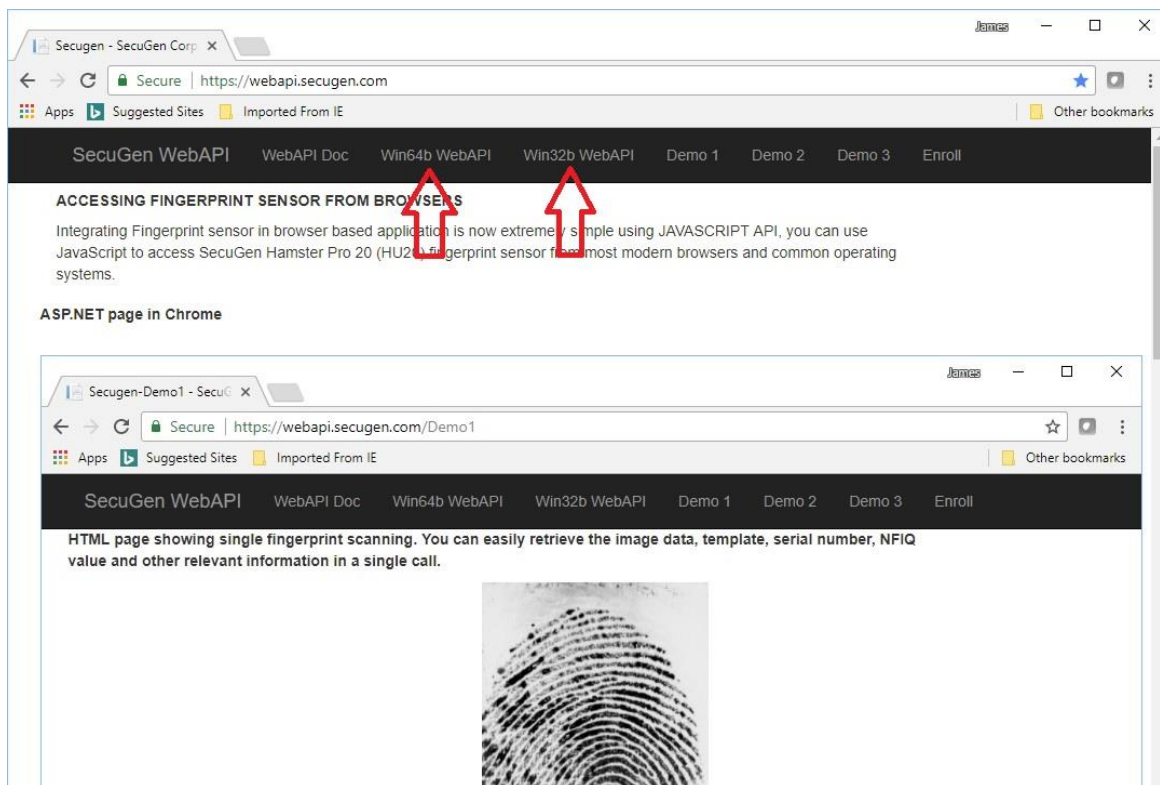 James
Secugen - SecuGen Corp
Secure | https://webapi.secugen.com
Apps Suggested Sites Imported From IE Other bookmarks
SecuGen WebAPI WebAPI Doc Win64b WebAPI Win32b WebAPI Demo 1 Demo 2 Demo 3 Enroll
ACCESSING FINGERPRINT SENSOR FROM BROWSERS
Integrating Fingerprint sensor in browser based application is now extremely simple using JAVASCRIPT API, you can use
JavaScript to access SecuGen Hamster Pro 20 (HU20) fingerprint sensor from most modern browsers and common operating
systems.
ASP.NET page in Chrome
James
Secugen-Demo1 - SecuG
Secure | https://webapi.secugen.com/Demo1
Apps Suggested Sites Imported From IE Other bookmarks
SecuGen WebAPI WebAPI Doc Win64b WebAPI Win32b WebAPI Demo 1 Demo 2 Demo 3 Enroll
HTML page showing single fingerprint scanning. You can easily retrieve the image data, template, serial number, NFIQ
value and other relevant information in a single call.